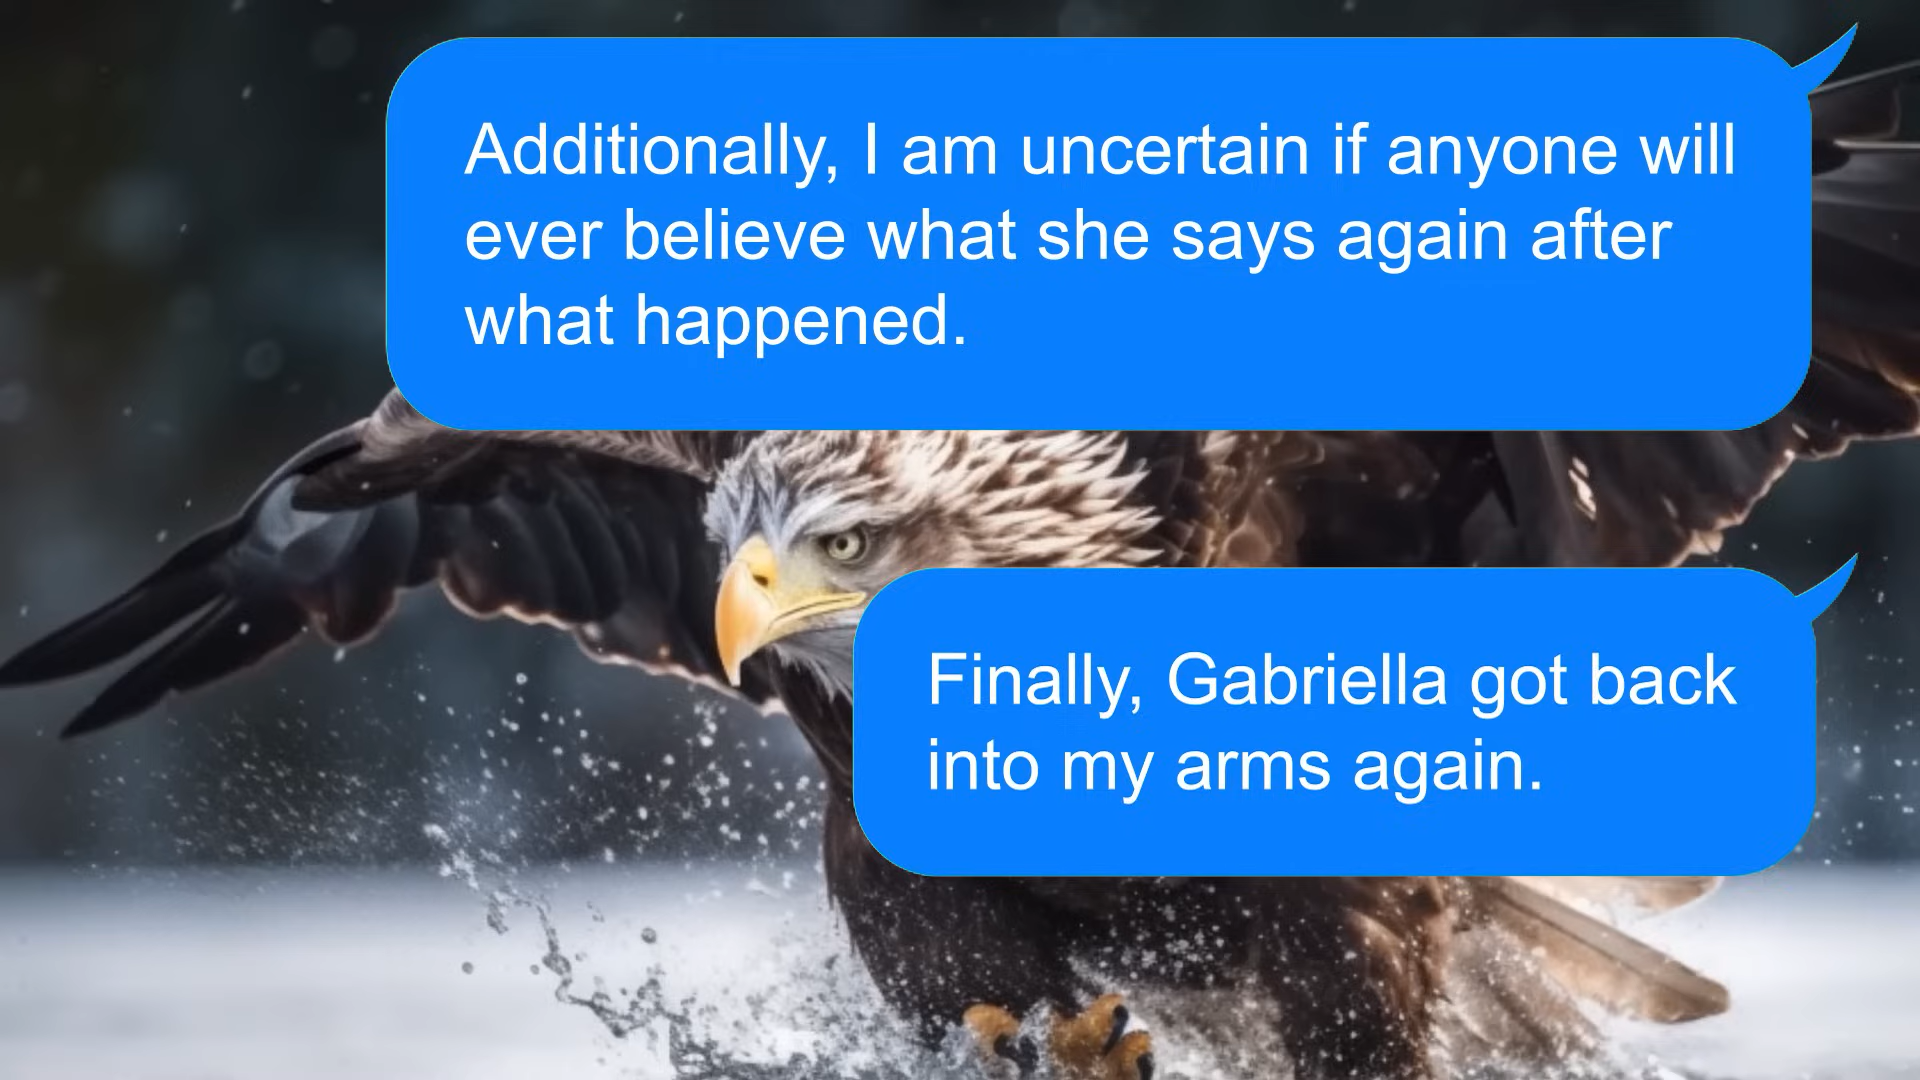 Additionally, I am uncertain if anyone will
ever believe what she says again after
what happened.
Finally, Gabriella got back
into my arms again.